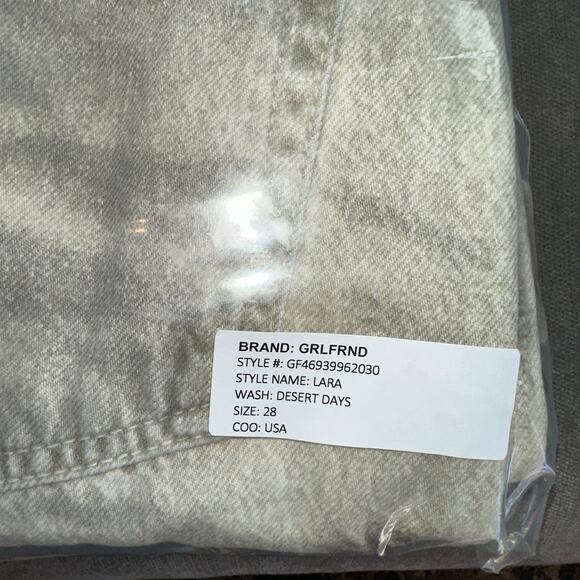 BRAND: GRLFRND
STYLE #: GF46939962030
STYLE NAME: LARA
WASH: DESERT DAYS
SIZE: 28
COO: USA